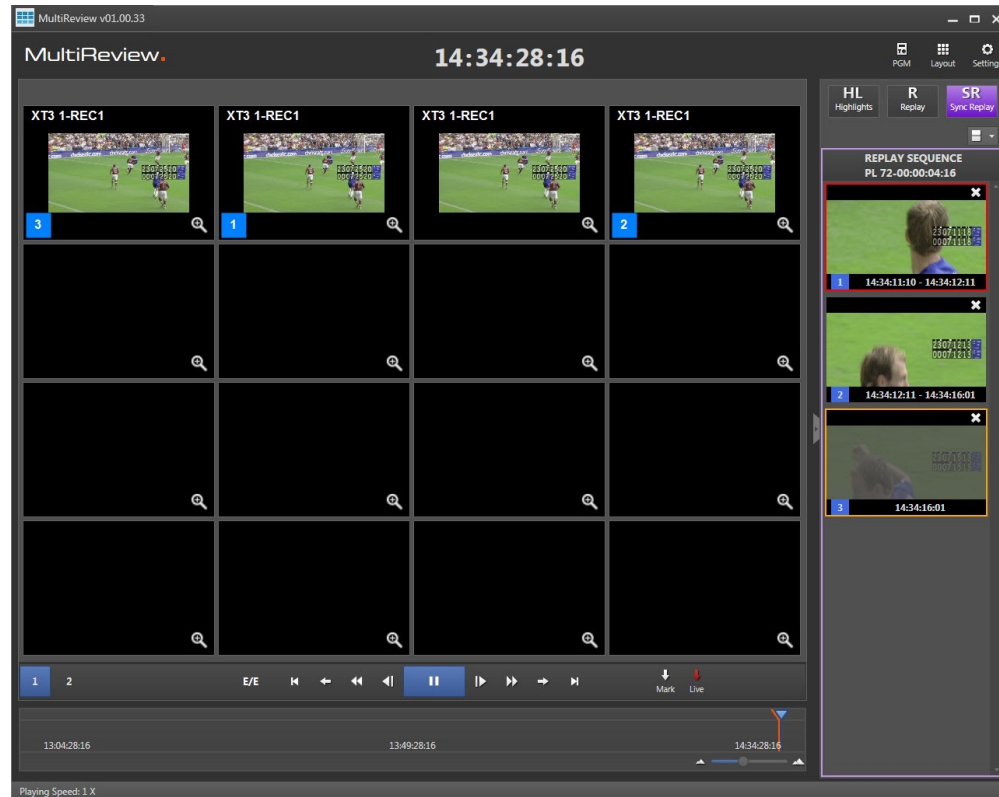 MultiReview v01.00.33
MultiReview.
14:34:28:16
PGM
Layout
Setting
HL
Highlights
R
Replay
SR
Sync Replay
XT3 1-REC1
XT3 1-REC1
XT3 1-REC1
XT3 1-REC1
3
1
2
REPLAY SEQUENCE
PL 72-00:00:04:16
23071118
00071118
1
14:34:11:10 - 14:34:12:11
23071213
00071213
2
14:34:12:11 - 14:34:16:01
3
14:34:16:01
1
2
E/E
Mark
Live
13:04:28:16
13:49:28:16
14:34:28:16
Playing Speed: 1 X